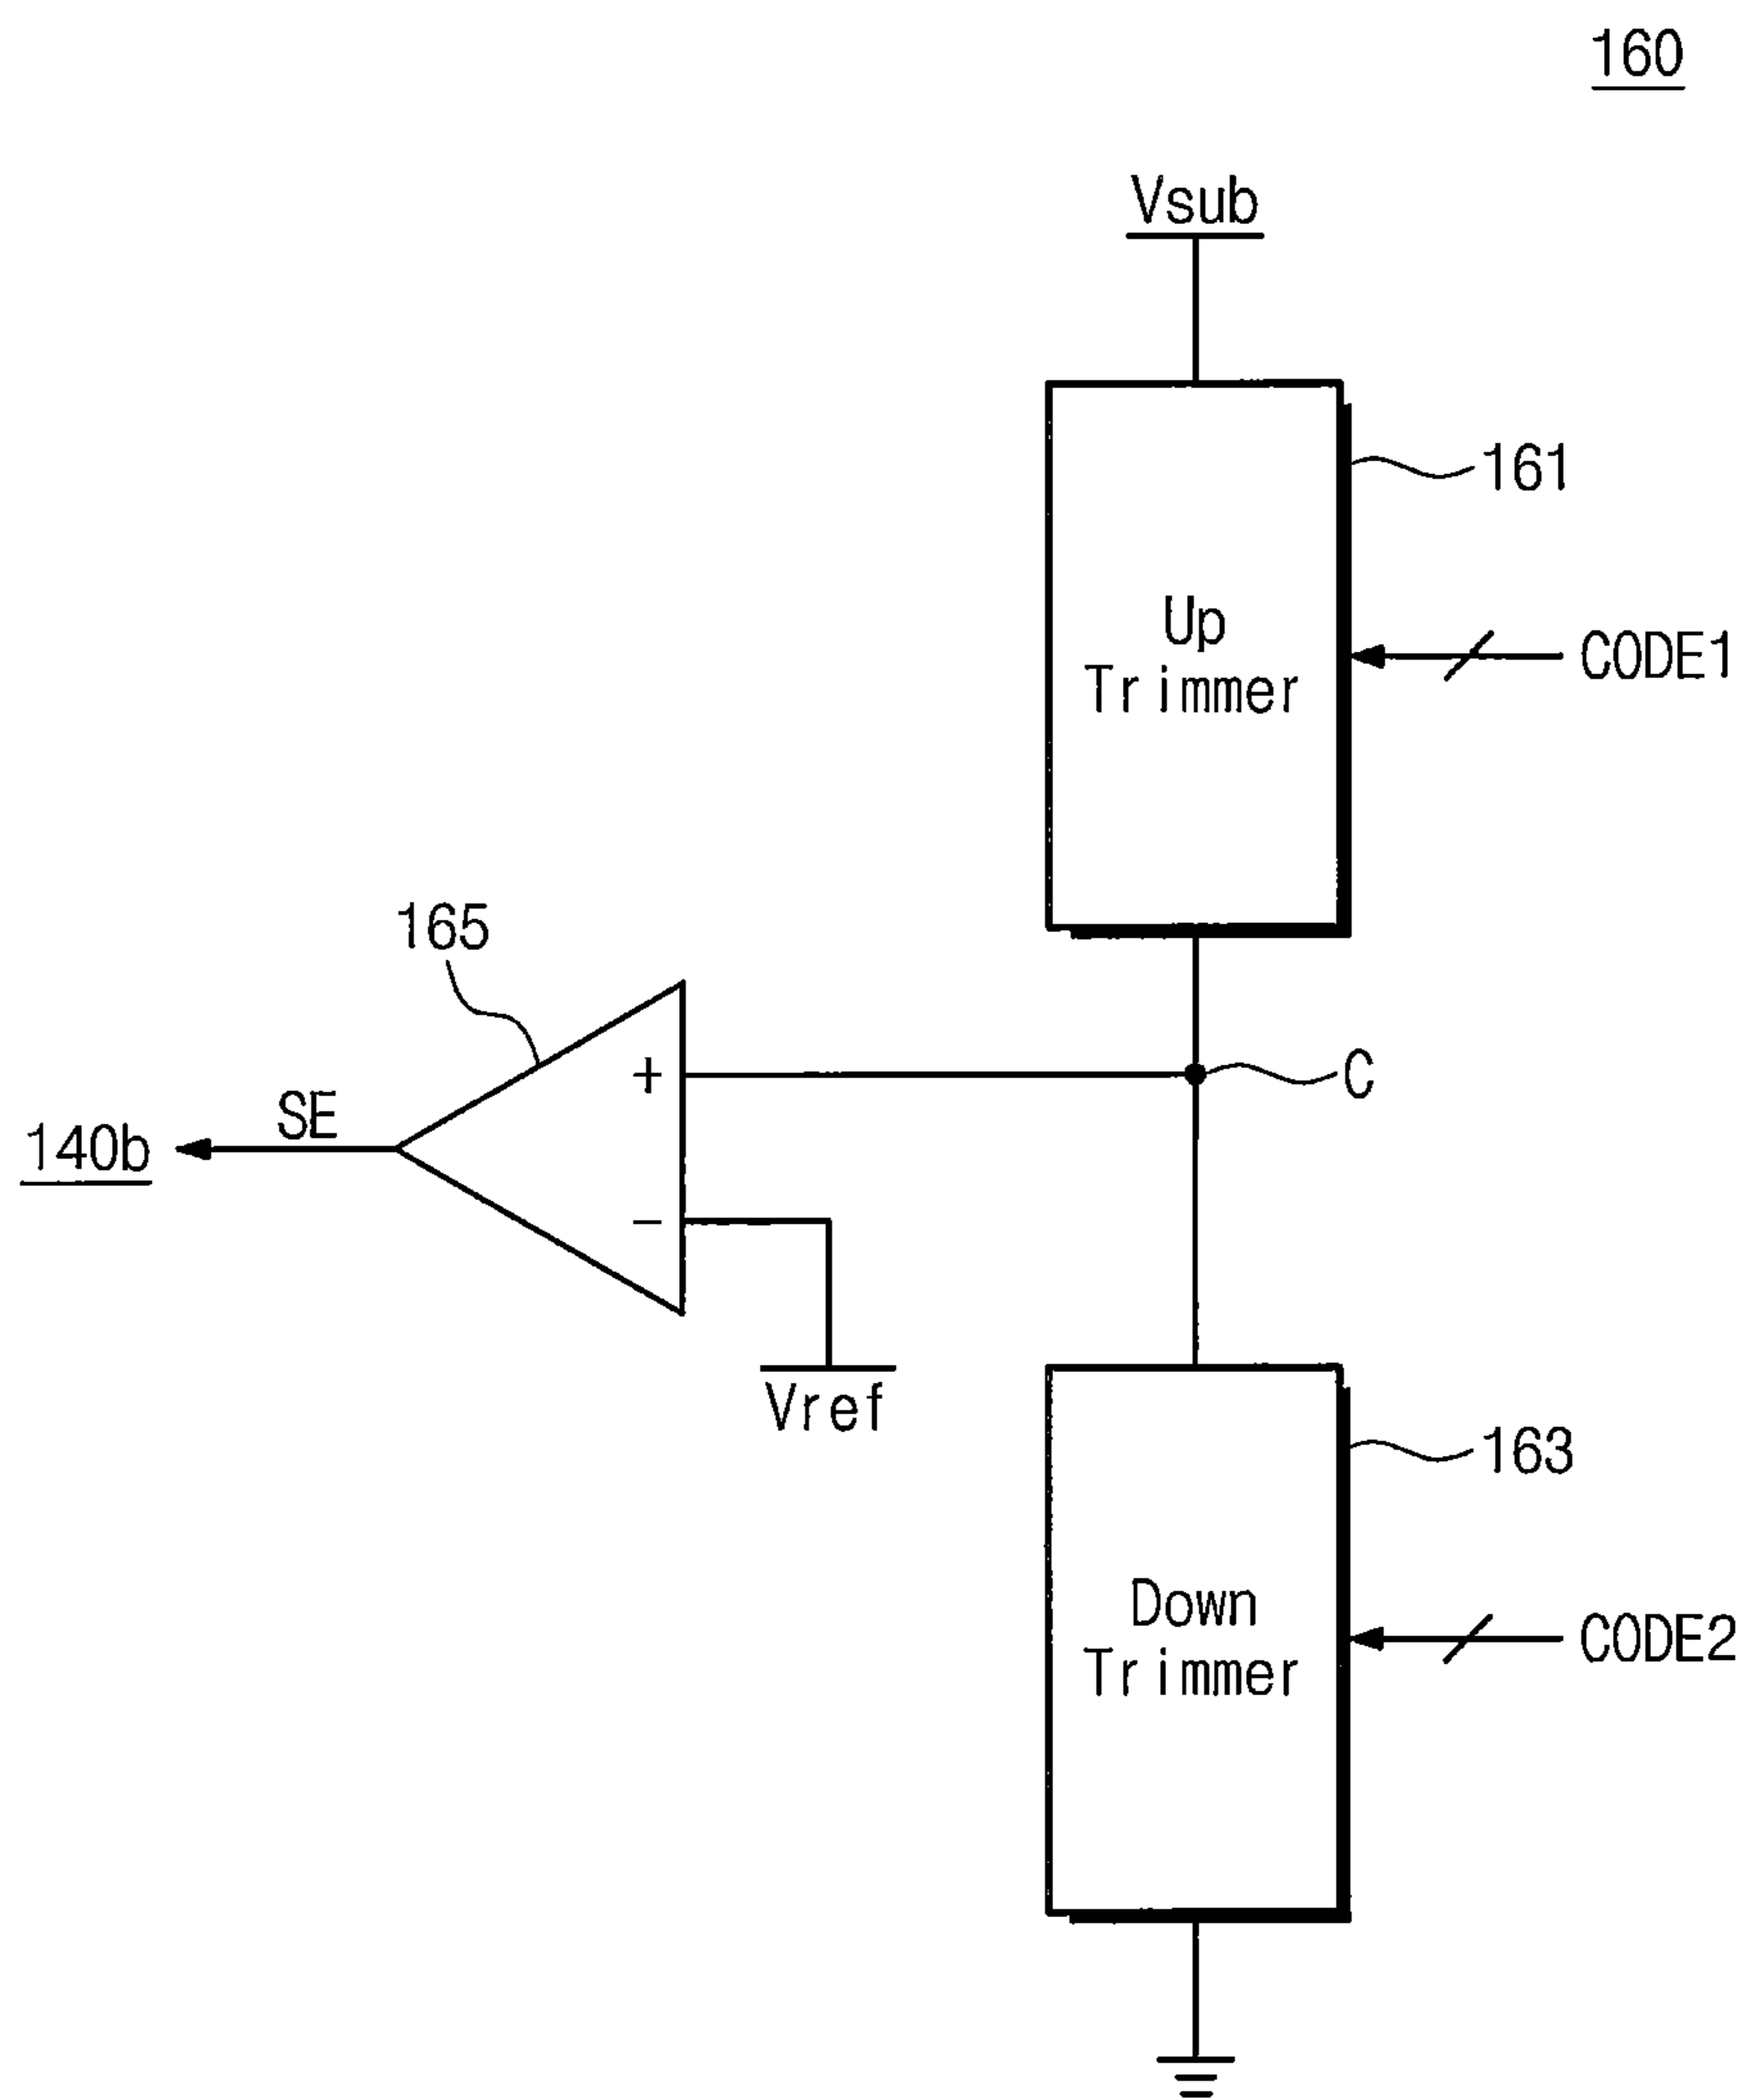 160
Vsub
161
Up
Trimmer
CODE1
165
+
C
SE
140b
-
Vref
163
Down
Trimmer
CODE2